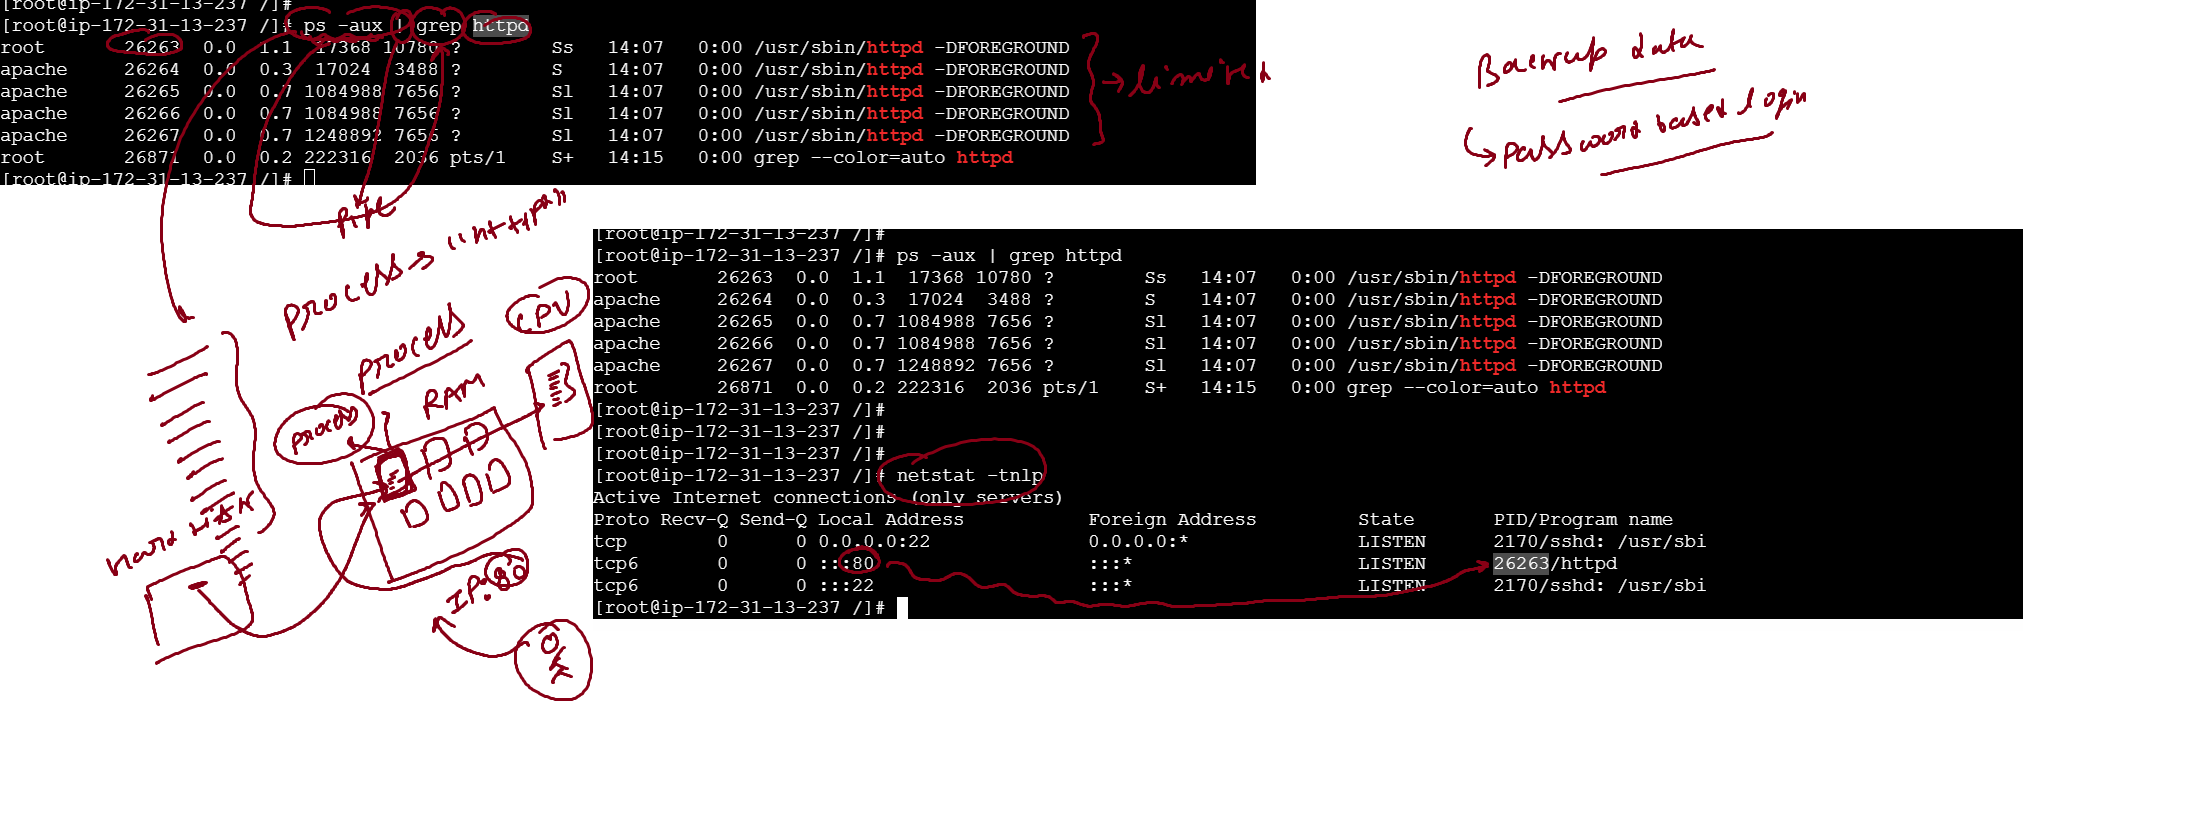 [root@ip-172-31-13-237 /]#
[root@ip-172-31-13-237 /]# ps -aux | grep httpd
root 26263 0.0 1.1 17368 10780 ? Ss 14:07 0:00 /usr/sbin/httpd -DFOREGROUND
apache 26264 0.0 0.3 17024 3488 ? S 14:07 0:00 /usr/sbin/httpd -DFOREGROUND
apache 26265 0.0 0.7 1084988 7656 ? Sl 14:07 0:00 /usr/sbin/httpd -DFOREGROUND
apache 26266 0.0 0.7 1084988 7656 ? Sl 14:07 0:00 /usr/sbin/httpd -DFOREGROUND
apache 26267 0.0 0.7 1248892 7656 ? Sl 14:07 0:00 /usr/sbin/httpd -DFOREGROUND
root 26871 0.0 0.2 222316 2036 pts/1 S+ 14:15 0:00 grep --color=auto httpd
[root@ip-172-31-13-237 /]#
limited
Backup data
password based login
pipe
process → "httpd"
process
CPU
RAM
process
Hard disk
IP:80
[root@ip-172-31-13-237 /]#
[root@ip-172-31-13-237 /]# ps -aux | grep httpd
root 26263 0.0 1.1 17368 10780 ? Ss 14:07 0:00 /usr/sbin/httpd -DFOREGROUND
apache 26264 0.0 0.3 17024 3488 ? S 14:07 0:00 /usr/sbin/httpd -DFOREGROUND
apache 26265 0.0 0.7 1084988 7656 ? Sl 14:07 0:00 /usr/sbin/httpd -DFOREGROUND
apache 26266 0.0 0.7 1084988 7656 ? Sl 14:07 0:00 /usr/sbin/httpd -DFOREGROUND
apache 26267 0.0 0.7 1248892 7656 ? Sl 14:07 0:00 /usr/sbin/httpd -DFOREGROUND
root 26871 0.0 0.2 222316 2036 pts/1 S+ 14:15 0:00 grep --color=auto httpd
[root@ip-172-31-13-237 /]#
[root@ip-172-31-13-237 /]#
[root@ip-172-31-13-237 /]#
[root@ip-172-31-13-237 /]# netstat -tnlp
Active Internet connections (only servers)
Proto Recv-Q Send-Q Local Address Foreign Address State PID/Program name
tcp 0 0 0.0.0.0:22 0.0.0.0:* LISTEN 2170/sshd: /usr/sbi
tcp6 0 0 :::80 :::* LISTEN 26263/httpd
tcp6 0 0 :::22 :::* LISTEN 2170/sshd: /usr/sbi
[root@ip-172-31-13-237 /]#